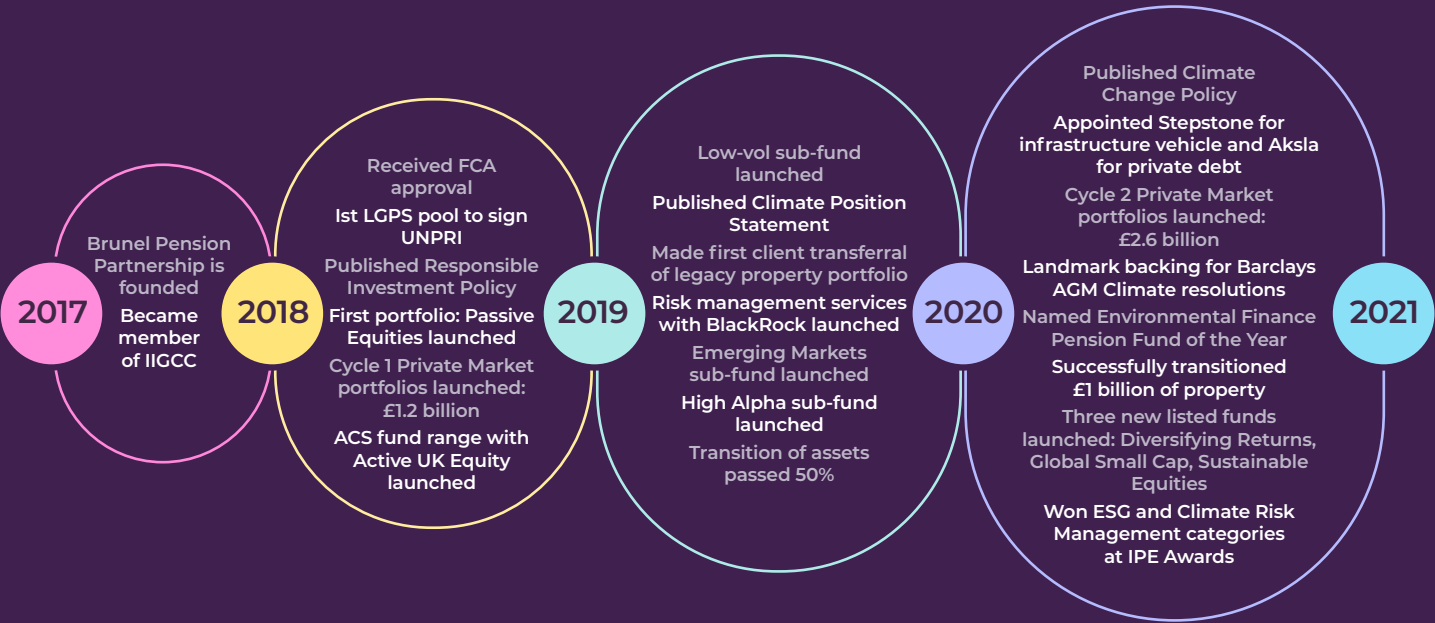 2017
Brunel Pension
Partnership is
founded
Became
member
of IIGCC
2018
Received FCA
approval
Ist LGPS pool to sign
UNPRI
Published Responsible
Investment Policy
First portfolio: Passive
Equities launched
Cycle 1 Private Market
portfolios launched:
£1.2 billion
ACS fund range with
Active UK Equity
launched
2019
Low-vol sub-fund
launched
Published Climate Position
Statement
Made first client transferral
of legacy property portfolio
Risk management services
with BlackRock launched
Emerging Markets
sub-fund launched
High Alpha sub-fund
launched
Transition of assets
passed 50%
2020
Published Climate
Change Policy
Appointed Stepstone for
infrastructure vehicle and Aksla
for private debt
Cycle 2 Private Market
portfolios launched:
£2.6 billion
Landmark backing for Barclays
AGM Climate resolutions
Named Environmental Finance
Pension Fund of the Year
Successfully transitioned
£1 billion of property
Three new listed funds
launched: Diversifying Returns,
Global Small Cap, Sustainable
Equities
Won ESG and Climate Risk
Management categories
at IPE Awards
2021